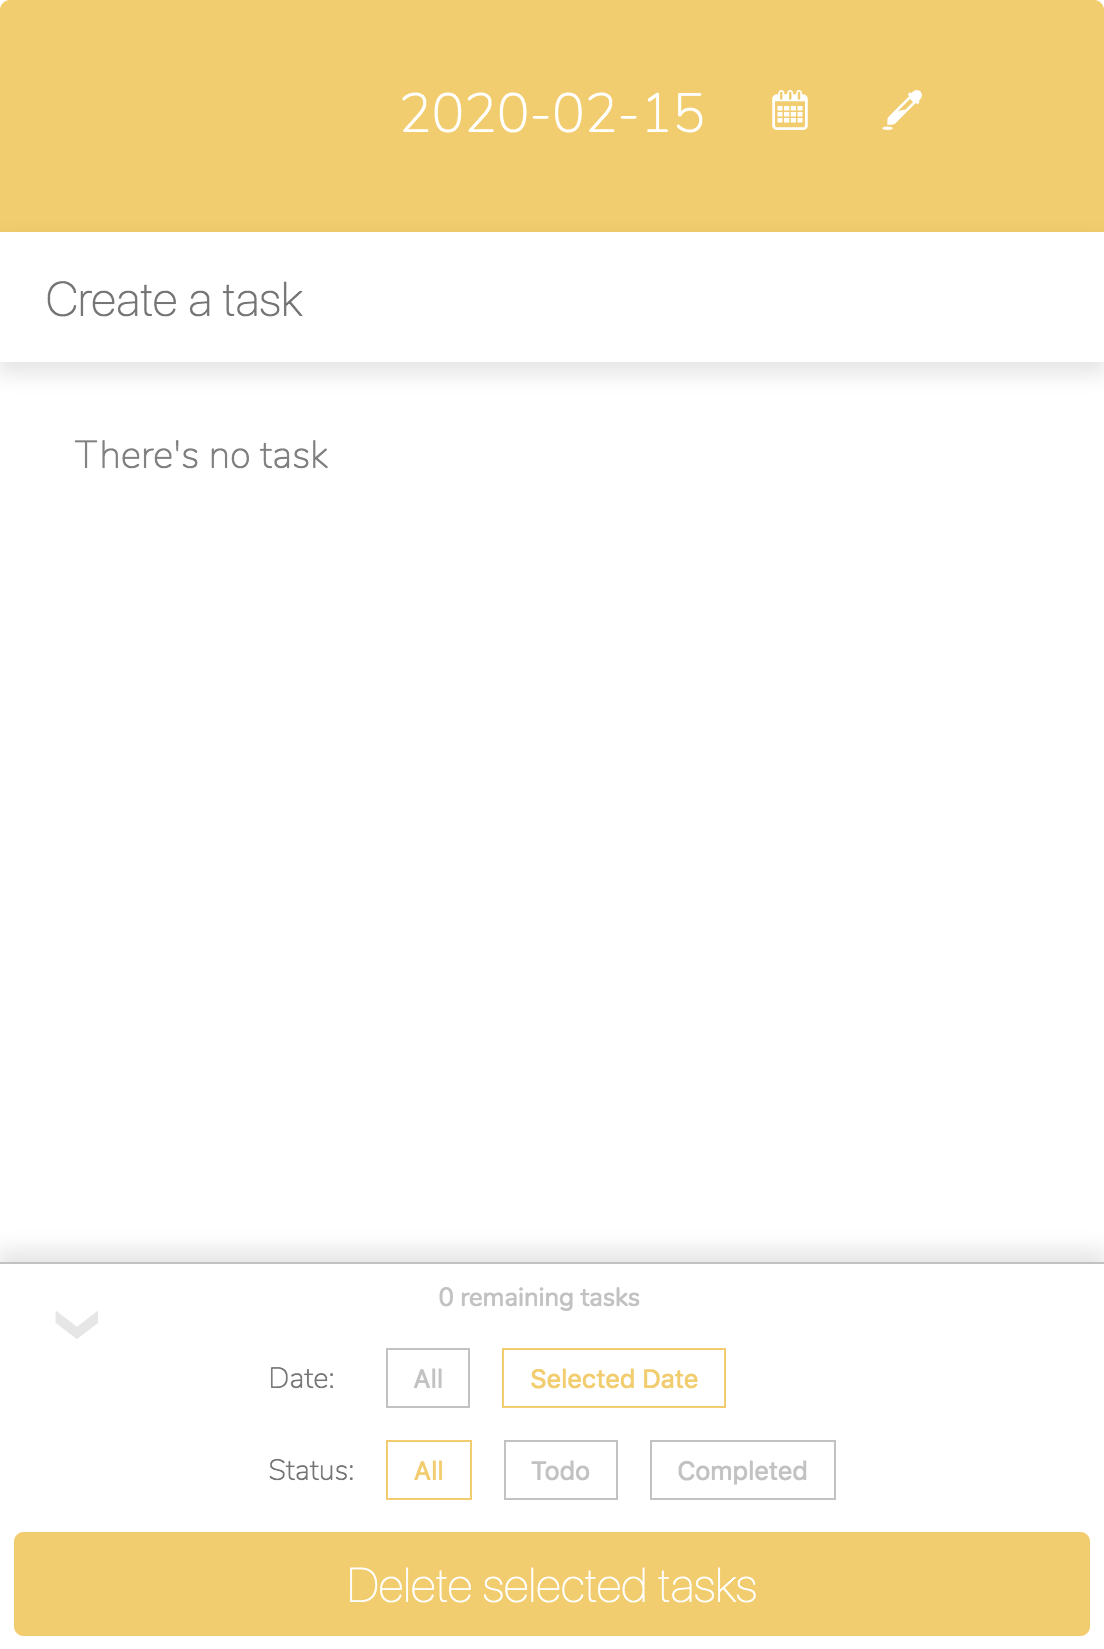 2020-02-15
Create a task
There's no task
0 remaining tasks
Date: All Selected Date
Status: All Todo Completed
Delete selected tasks